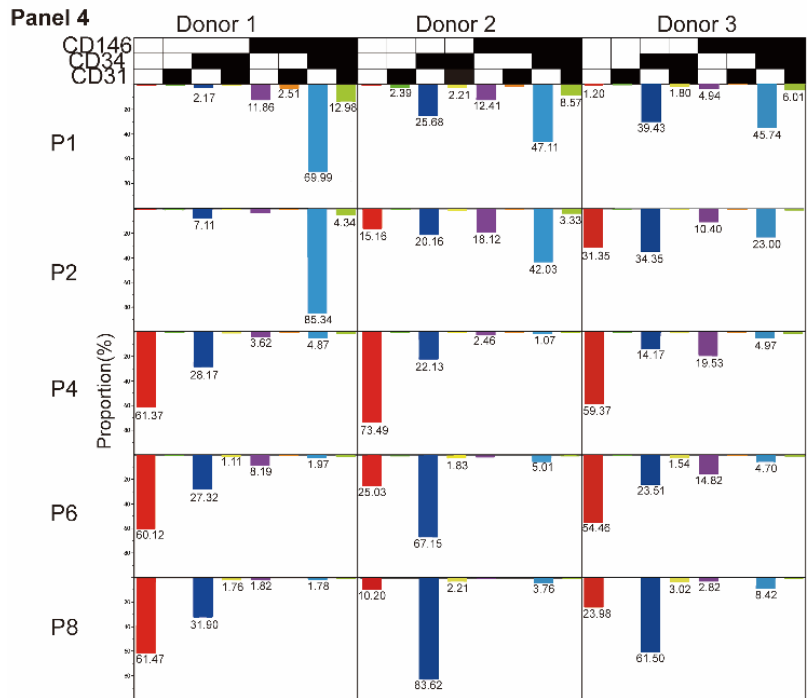 Panel 4
Donor 1 Donor 2 Donor 3
CD146
CD34
CD31
P1
2.17 11.86 2.51 69.99 12.98
2.39 25.68 2.21 12.41 47.11 8.57
1.20 39.43 1.80 4.94 45.74 6.01
P2
7.11 85.34 4.34
15.16 20.16 18.12 42.03 3.33
31.35 34.35 10.40 23.00
Proportion(%)
P4
61.37 28.17 3.62 4.87
73.49 22.13 2.46 1.07
59.37 14.17 19.53 4.97
P6
60.12 27.32 1.11 8.19 1.97
25.03 67.15 1.83 5.01
54.46 23.51 1.54 14.82 4.70
P8
61.47 31.90 1.76 1.82 1.78
10.20 83.62 2.21 3.76
23.98 61.50 3.02 2.82 8.42